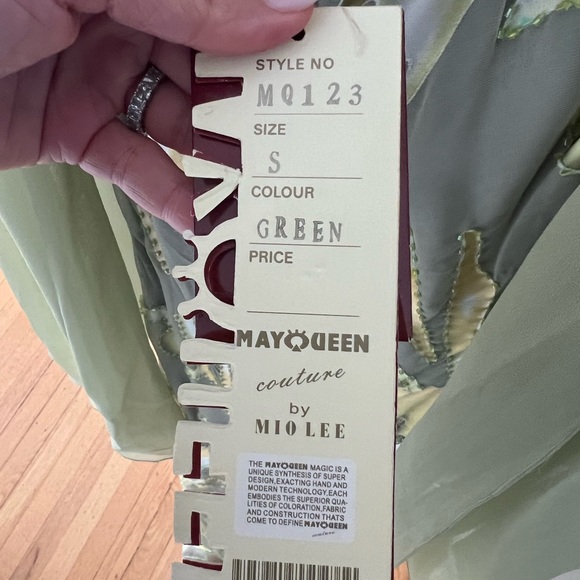 STYLE NO
MQ123
SIZE
S
COLOUR
GREEN
PRICE
MAYQUEEN
couture
by
MIO LEE
THE MAYQUEEN MAGIC IS A
UNIQUE SYNTHESIS OF SUPER
DESIGN,EXACTING HAND AND
MODERN TECHNOLOGY,EACH
EMBODIES THE SUPERIOR QUA-
LITIES OF COLORATION,FABRIC
AND CONSTRUCTION THATS
COME TO DEFINE MAYQUEEN
couture